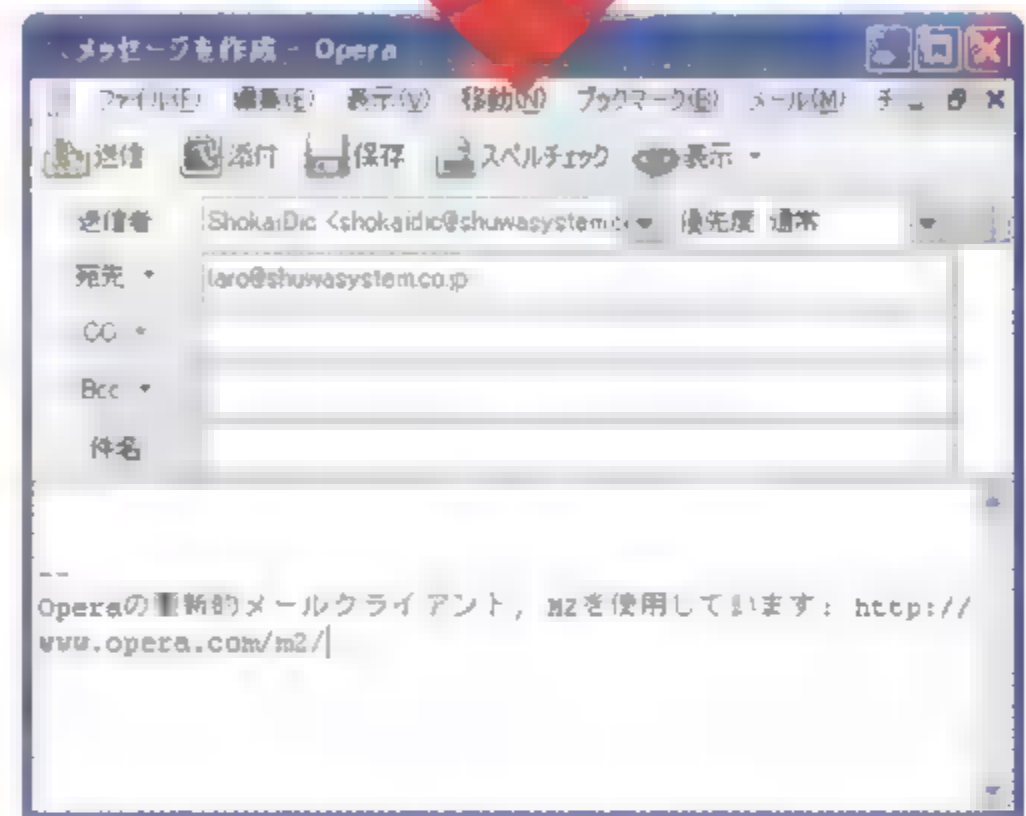 メッセージを作成 - Opera
ファイル(F) 編集(E) 表示(V) 移動(N) ブックマーク(B) メール(M) チ
送信 添付 保存 スペルチェック 表示
送信者 ShokaiDic <shokaidic@shuwasystem.c 優先度 通常
宛先 taro@shuwasystem.co.jp
CC
Bcc
件名
--
Operaの革新的メールクライアント, M2を使用しています: http://
www.opera.com/m2/